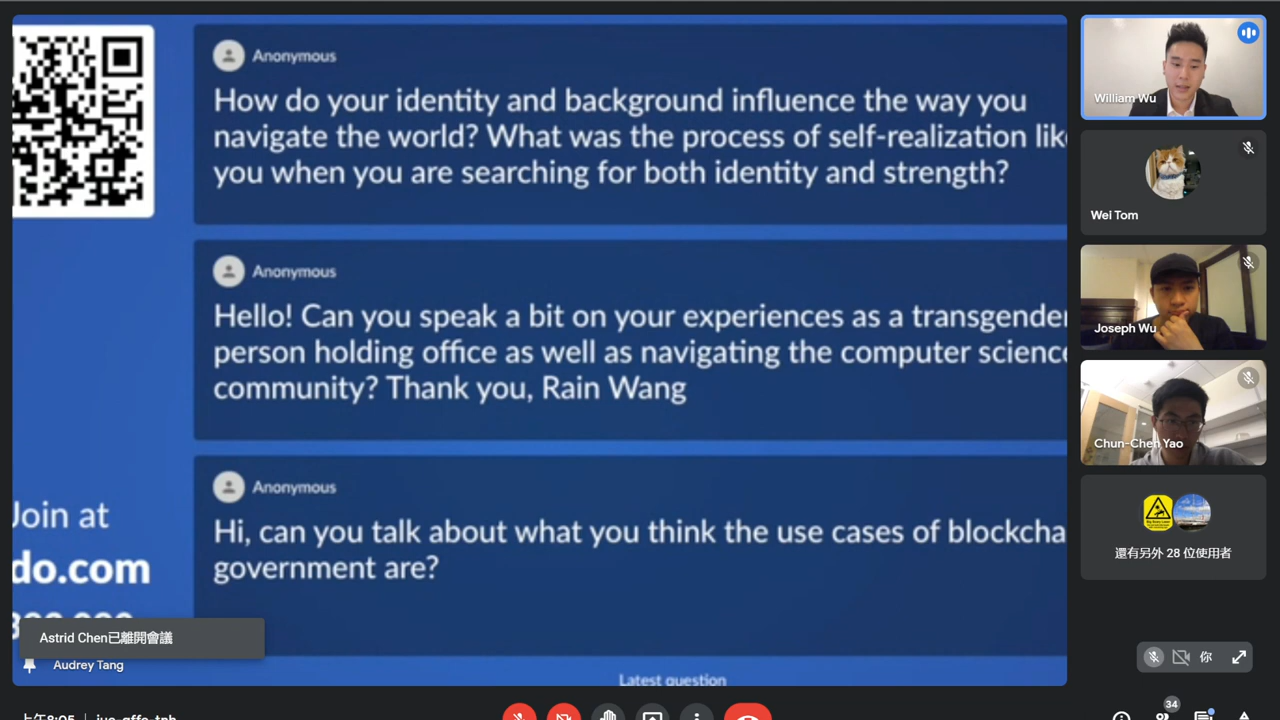 Anonymous
How do your identity and background influence the way you
navigate the world? What was the process of self-realization
you when you are searching for both identity and strength?
Anonymous
Hello! Can you speak a bit on your experiences as a transgender
person holding office as well as navigating the computer science
community? Thank you, Rain Wang
Anonymous
Hi, can you talk about what you think the use cases of
government are?
Join at
do.com
Astrid Chen已離開會議
Audrey Tang
Latest question
William Wu
Wei Tom
Joseph Wu
Chun-Chen Yao
還有另外 28 位使用者
你
34
上午8:05